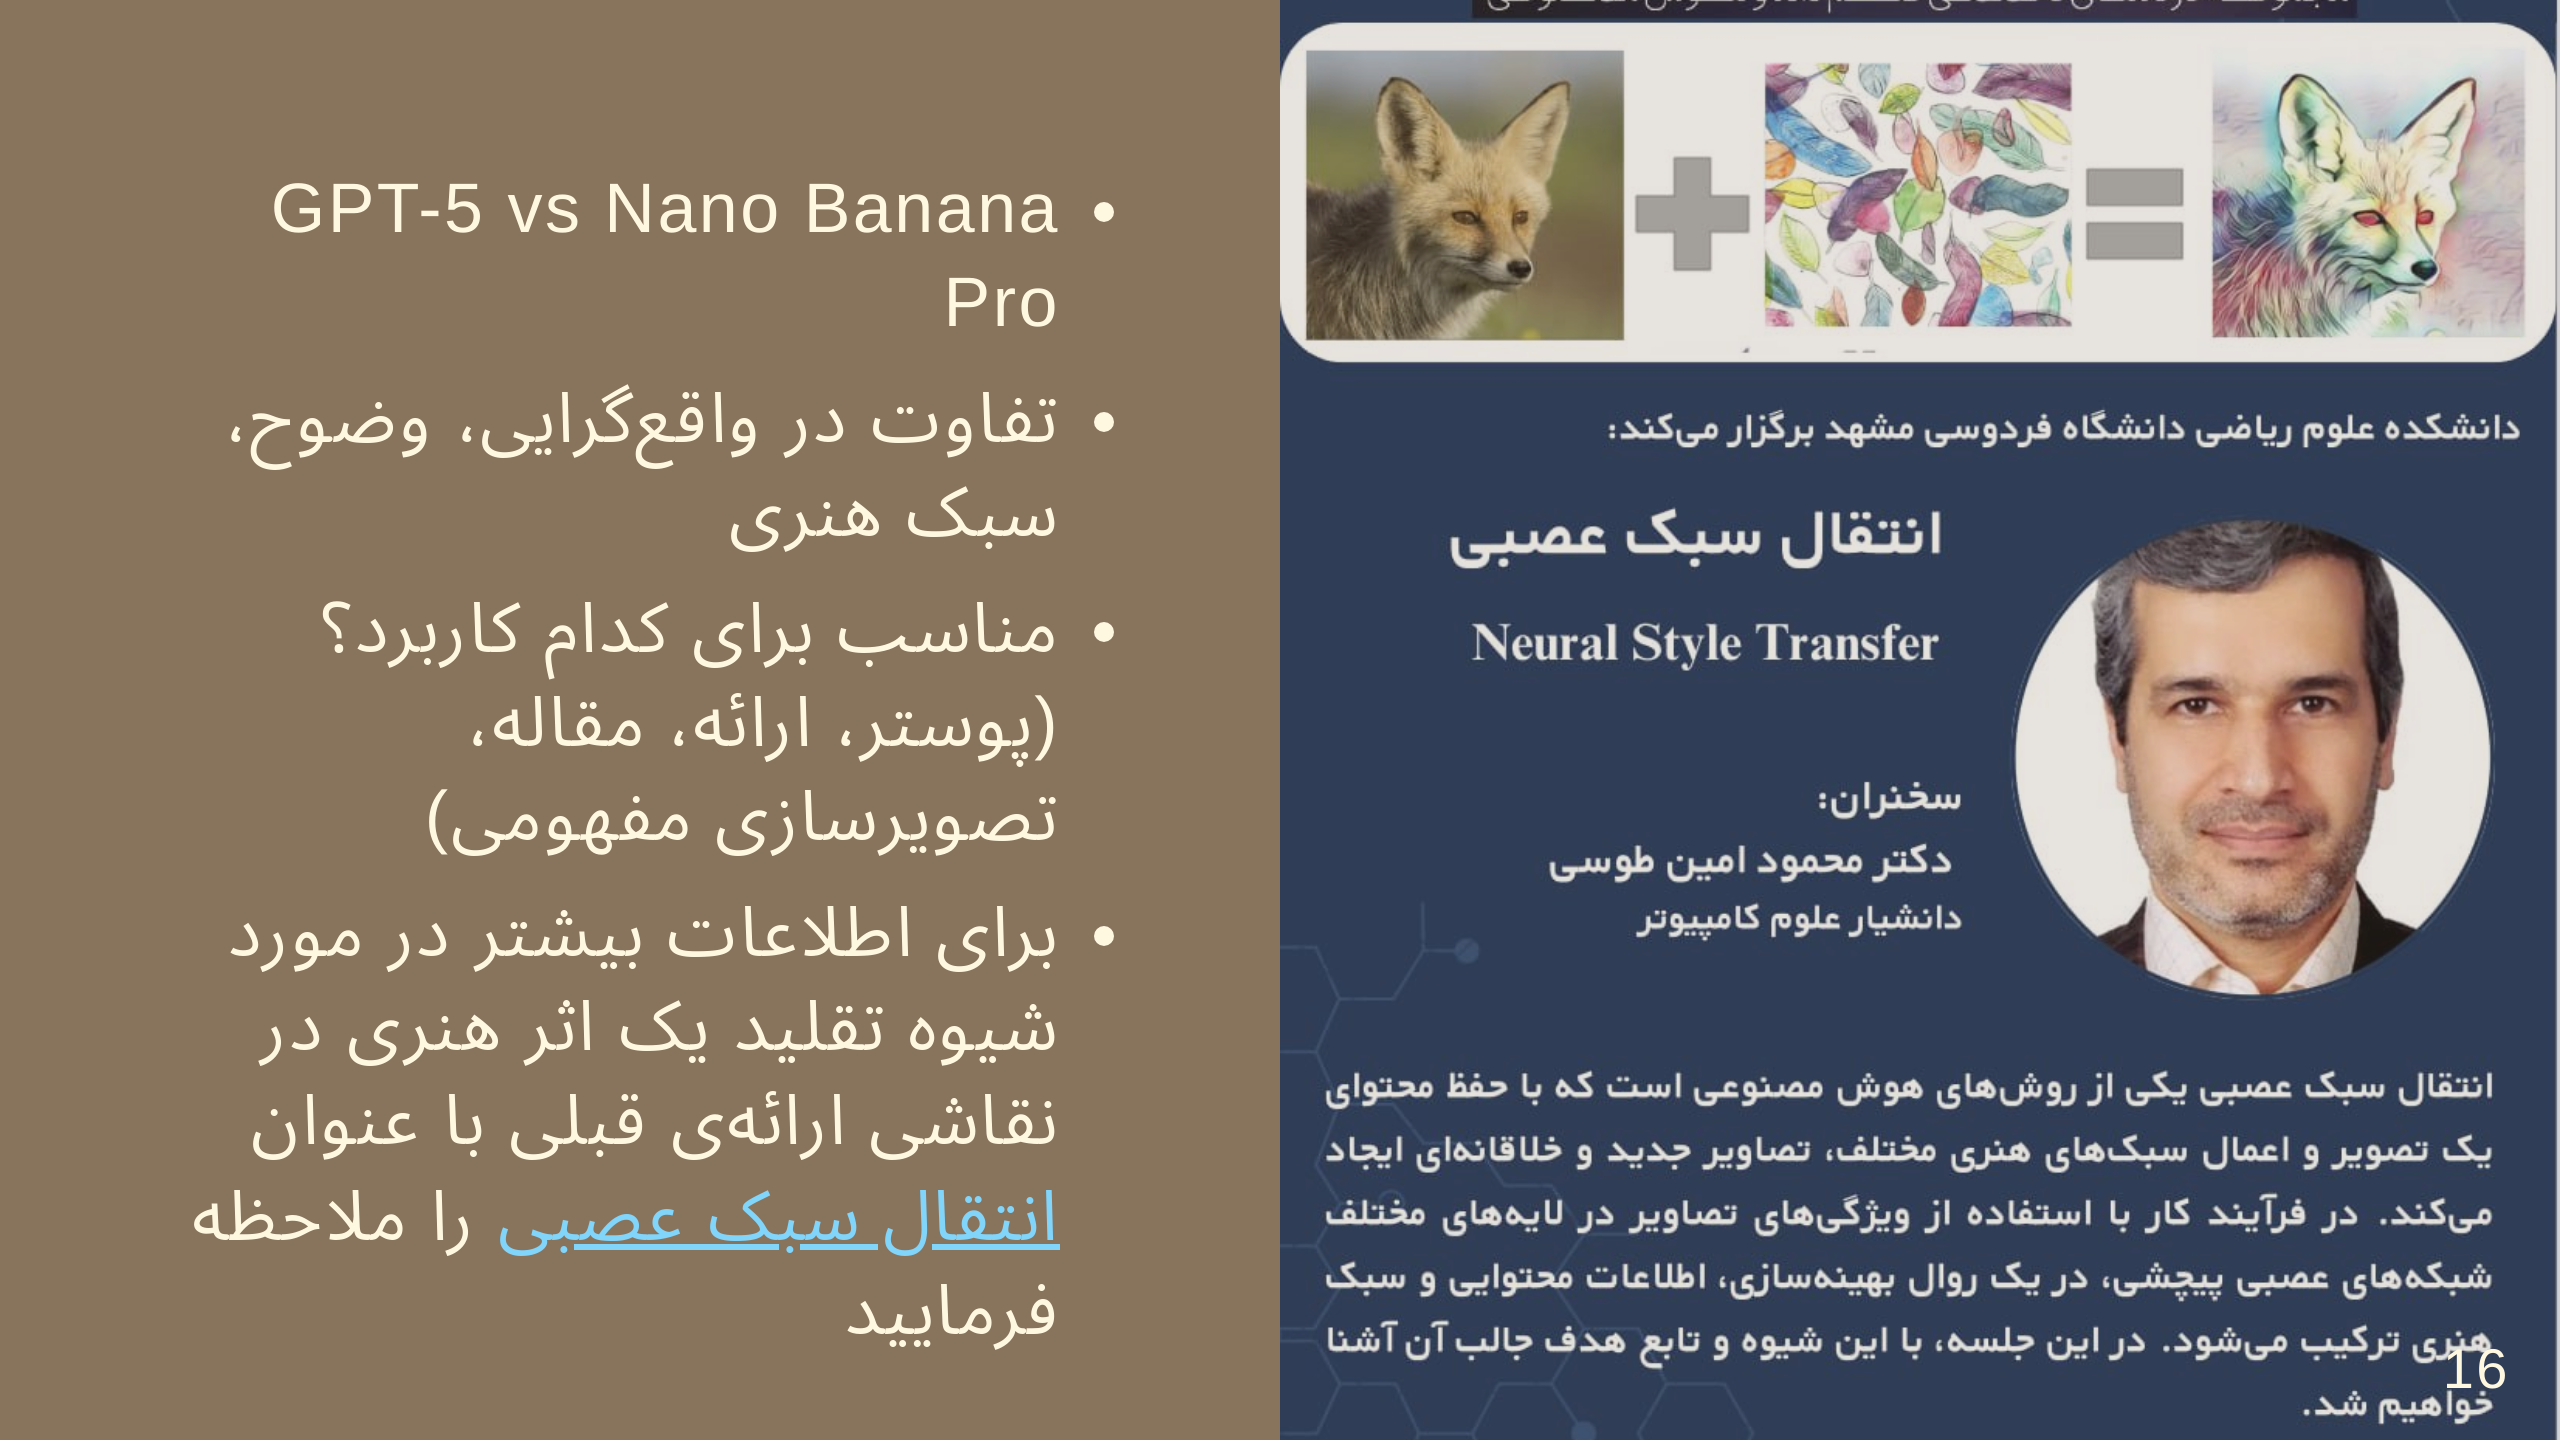 GPT-5 vs Nano Banana
Pro
تفاوت در واقع‌گرایی، وضوح،
سبک هنری
مناسب برای کدام کاربرد؟
(پوستر، ارائه، مقاله،
تصویرسازی مفهومی)
برای اطلاعات بیشتر در مورد
شیوه تقلید یک اثر هنری در
نقاشی ارائه‌ی قبلی با عنوان
انتقال سبک عصبی را ملاحظه
فرمایید
دانشکده علوم ریاضی دانشگاه فردوسی مشهد برگزار می‌کند:
انتقال سبک عصبی
Neural Style Transfer
سخنران:
دکتر محمود امین طوسی
دانشیار علوم کامپیوتر
انتقال سبک عصبی یکی از روش‌های هوش مصنوعی است که با حفظ محتوای
یک تصویر و اعمال سبک‌های هنری مختلف، تصاویر جدید و خلاقانه‌ای ایجاد
می‌کند. در فرآیند کار با استفاده از ویژگی‌های تصاویر در لایه‌های مختلف
شبکه‌های عصبی پیچشی، در یک روال بهینه‌سازی، اطلاعات محتوایی و سبک
هنری ترکیب می‌شود. در این جلسه، با این شیوه و تابع هدف جالب آن آشنا
خواهیم شد.
16